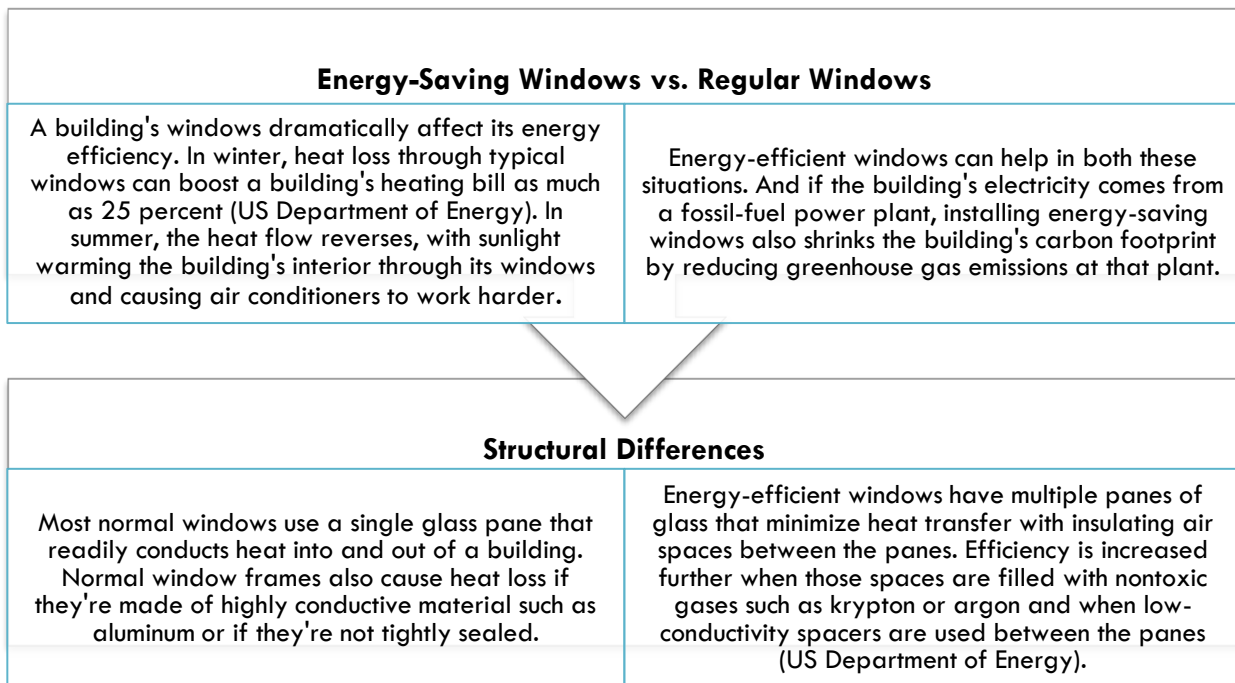 Energy-Saving Windows vs. Regular Windows
A building's windows dramatically affect its energy
efficiency. In winter, heat loss through typical
windows can boost a building's heating bill as much
as 25 percent (US Department of Energy). In
summer, the heat flow reverses, with sunlight
warming the building's interior through its windows
and causing air conditioners to work harder.
Energy-efficient windows can help in both these
situations. And if the building's electricity comes from
a fossil-fuel power plant, installing energy-saving
windows also shrinks the building's carbon footprint
by reducing greenhouse gas emissions at that plant.
Structural Differences
Most normal windows use a single glass pane that
readily conducts heat into and out of a building.
Normal window frames also cause heat loss if
they're made of highly conductive material such as
aluminum or if they're not tightly sealed.
Energy-efficient windows have multiple panes of
glass that minimize heat transfer with insulating air
spaces between the panes. Efficiency is increased
further when those spaces are filled with nontoxic
gases such as krypton or argon and when low-
conductivity spacers are used between the panes
(US Department of Energy).